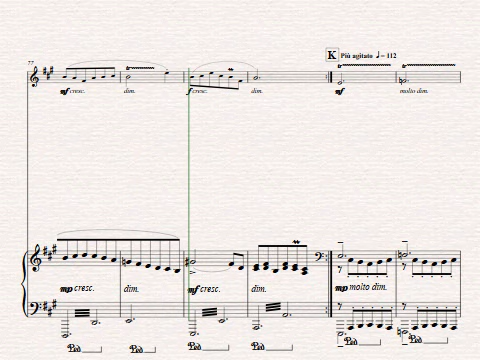 77
K Più agitato ♩ = 112
mf cresc. dim. f cresc. dim. mf molto dim.
mp cresc. dim. mf cresc. dim. mp molto dim.
Ped. Ped. Ped. Ped. Ped. Ped.